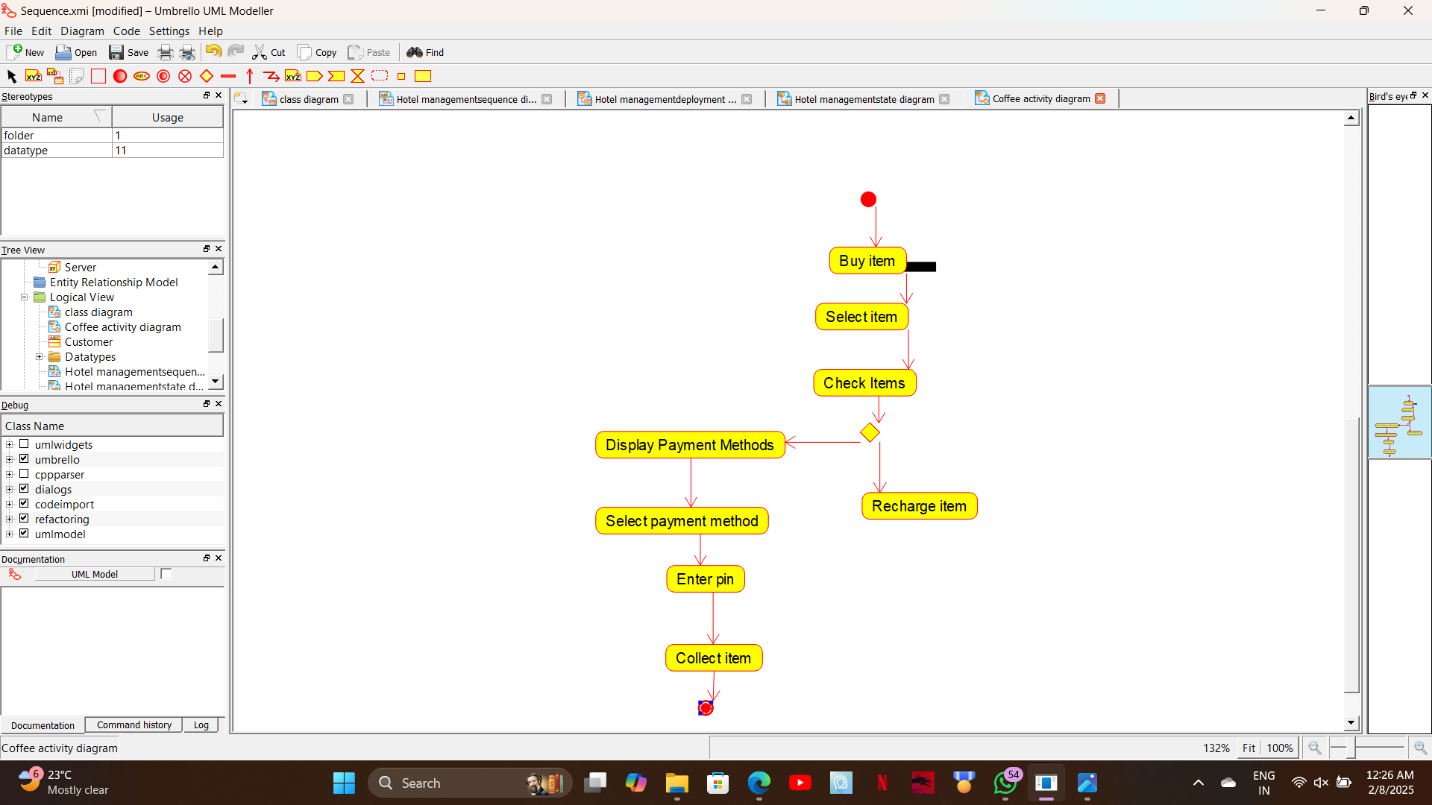 Sequence.xmi [modified] – Umbrello UML Modeller
File Edit Diagram Code Settings Help
New Open Save Cut Copy Paste Find
Stereotypes
Name Usage
folder 1
datatype 11
class diagram
Hotel managementsequence di...
Hotel managementdeployment ...
Hotel managementstate diagram
Coffee activity diagram
Bird's eye
Tree View
Server
Entity Relationship Model
Logical View
class diagram
Coffee activity diagram
Customer
Datatypes
Hotel managementsequen...
Hotel managementstate d...
Debug
Class Name
umlwidgets
umbrello
cppparser
dialogs
codeimport
refactoring
umlmodel
Documentation
UML Model
Documentation Command history Log
Buy item
Select item
Check Items
Display Payment Methods
Recharge item
Select payment method
Enter pin
Collect item
Coffee activity diagram
132% Fit 100%
6
23°C
Mostly clear
Search
54
ENG
IN
12:26 AM
2/8/2025